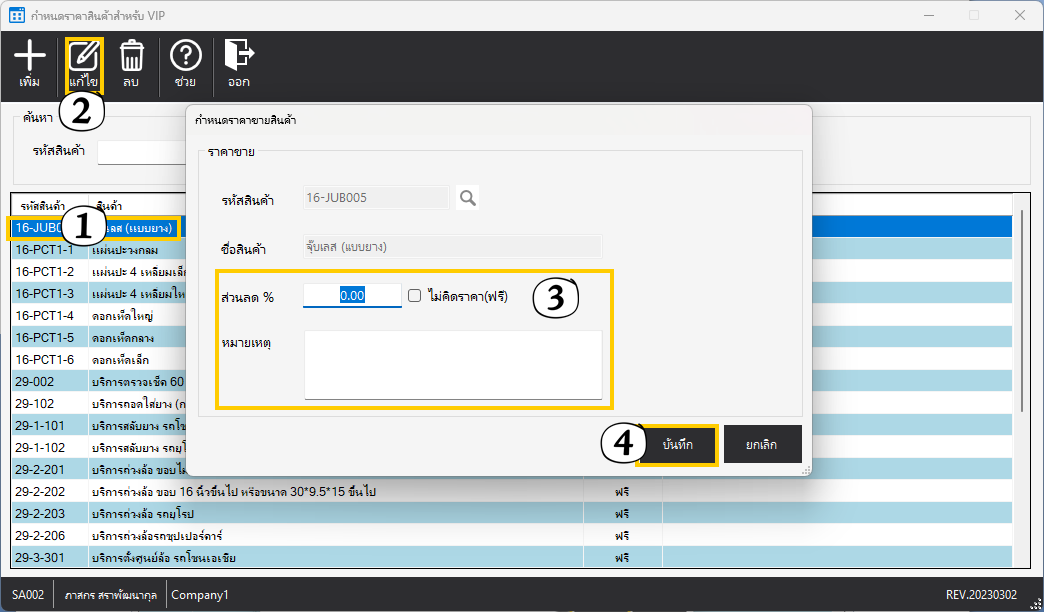 กำหนดราคาสินค้าสำหรับ VIP
เพิ่ม แก้ไข ลบ ช่วย ออก
2
ค้นหา
รหัสสินค้า
กำหนดราคาขายสินค้า
ราคาขาย
รหัสสินค้า 16-JUB005
ชื่อสินค้า จุ๊บเลส (แบบยาง)
ส่วนลด % 0.00 ไม่คิดราคา(ฟรี) 3
หมายเหตุ
4 บันทึก ยกเลิก
รหัสสินค้า สินค้า
1
16-PCT1-1 แผ่นปะวงกลม
16-PCT1-2 แผ่นปะ 4 เหลี่ยมเล็ก
16-PCT1-3 แผ่นปะ 4 เหลี่ยมให
16-PCT1-4 ดอกเห็ดใหญ่
16-PCT1-5 ดอกเห็ดกลาง
16-PCT1-6 ดอกเห็ดเล็ก
29-002 บริการตรวจเช็ค 60
29-102 บริการถอดใส่ยาง
29-1-101 บริการสลับยาง
29-1-102 บริการสลับยาง
29-2-201 บริการถ่วงล้อ ขอบ
29-2-202 บริการถ่วงล้อ ขอบ 16 นิ้วขึ้นไป หรือขนาด 30*9.5*15 ขึ้นไป ฟรี
29-2-203 บริการถ่วงล้อ รถยุโรป ฟรี
29-2-206 บริการถ่วงล้อรถซุปเปอร์คาร์ ฟรี
29-3-301 บริการตั้งศูนย์ล้อ รถโซนเอเชีย ฟรี
SA002 ภาสกร สราพัฒนากุล Company1 REV.20230302